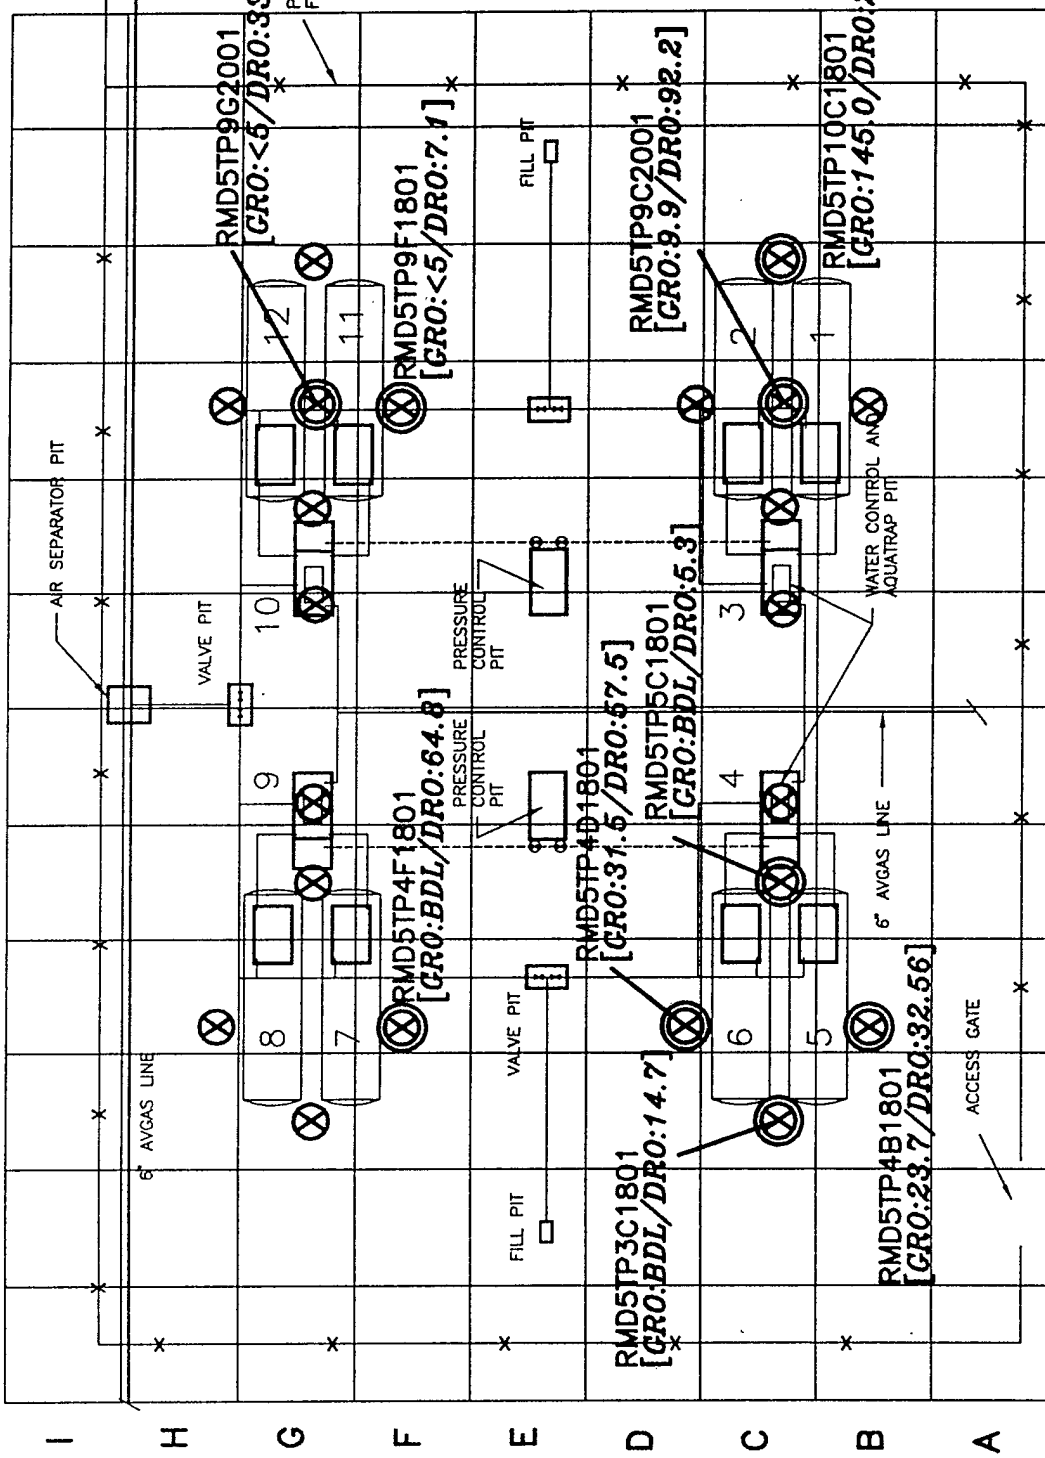 I
H
G
F
E
D
C
B
A
AIR SEPARATOR PIT
VALVE PIT
6" AVGAS LINE
RMD5TP9G2001
[GRO:<5/DRO:
RMD5TP9F1801
[GRO:<5/DRO:7.1]
RMD5TP4F1801
[GRO:BDL/DRO:64.8]
8
7
9
10
12
11
PRESSURE
CONTROL
PIT
PRESSURE
CONTROL
PIT
FILL PIT
VALVE PIT
FILL PIT
RMD5TP4D1801
[GRO:31.5/DRO:57.5]
RMD5TP5C1801
[GRO:BDL/DRO:5.3]
RMD5TP9C2001
[GRO:9.9/DRO:92.2]
RMD5TP3C1801
[GRO:BDL/DRO:14.7]
6
5
4
3
2
1
RMD5TP10C1801
[GRO:145.0/DRO:
WATER CONTROL AND
AQUATRAP PIT
6" AVGAS LINE
RMD5TP4B1801
[GRO:23.7/DRO:32.56]
ACCESS GATE